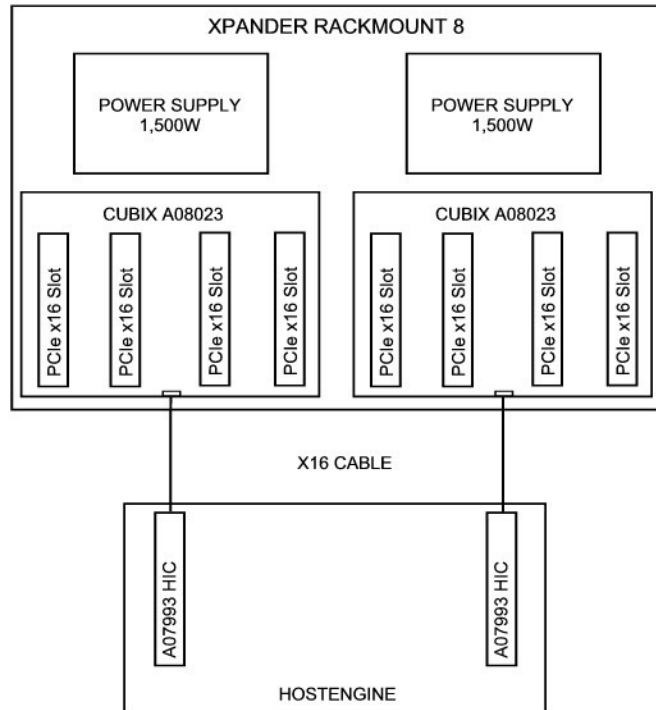 XPANDER RACKMOUNT 8
POWER SUPPLY
1,500W
POWER SUPPLY
1,500W
CUBIX A08023
PCIe x16 Slot
PCIe x16 Slot
PCIe x16 Slot
PCIe x16 Slot
CUBIX A08023
PCIe x16 Slot
PCIe x16 Slot
PCIe x16 Slot
PCIe x16 Slot
X16 CABLE
A07993 HIC
A07993 HIC
HOSTENGINE